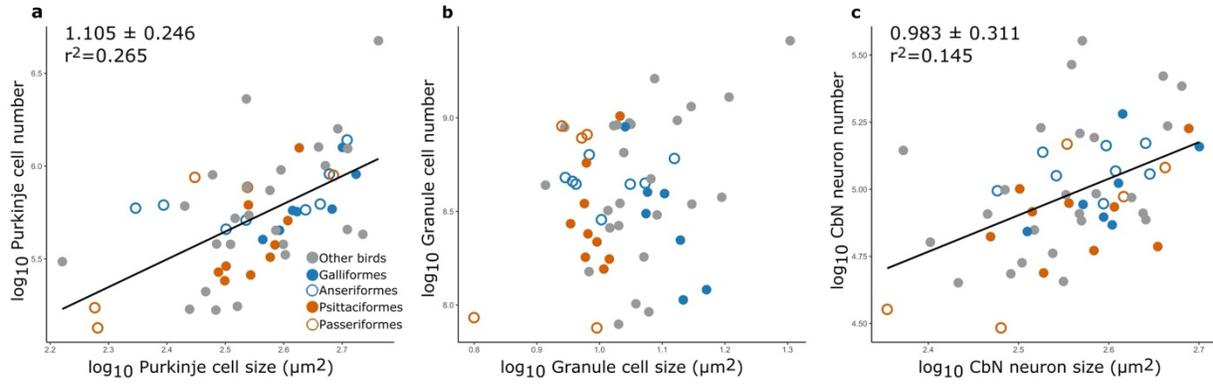 a
1.105 ± 0.246
r²=0.265
log10 Purkinje cell number
6.5
6.0
5.5
2.2 2.3 2.4 2.5 2.6 2.7
log10 Purkinje cell size (µm²)
Other birds
Galliformes
Anseriformes
Psittaciformes
Passeriformes
b
log10 Granule cell number
9.0
8.5
8.0
0.8 0.9 1.0 1.1 1.2 1.3
log10 Granule cell size (µm²)
c
0.983 ± 0.311
r²=0.145
log10 CbN neuron number
5.50
5.25
5.00
4.75
4.50
2.4 2.5 2.6 2.7
log10 CbN neuron size (µm²)